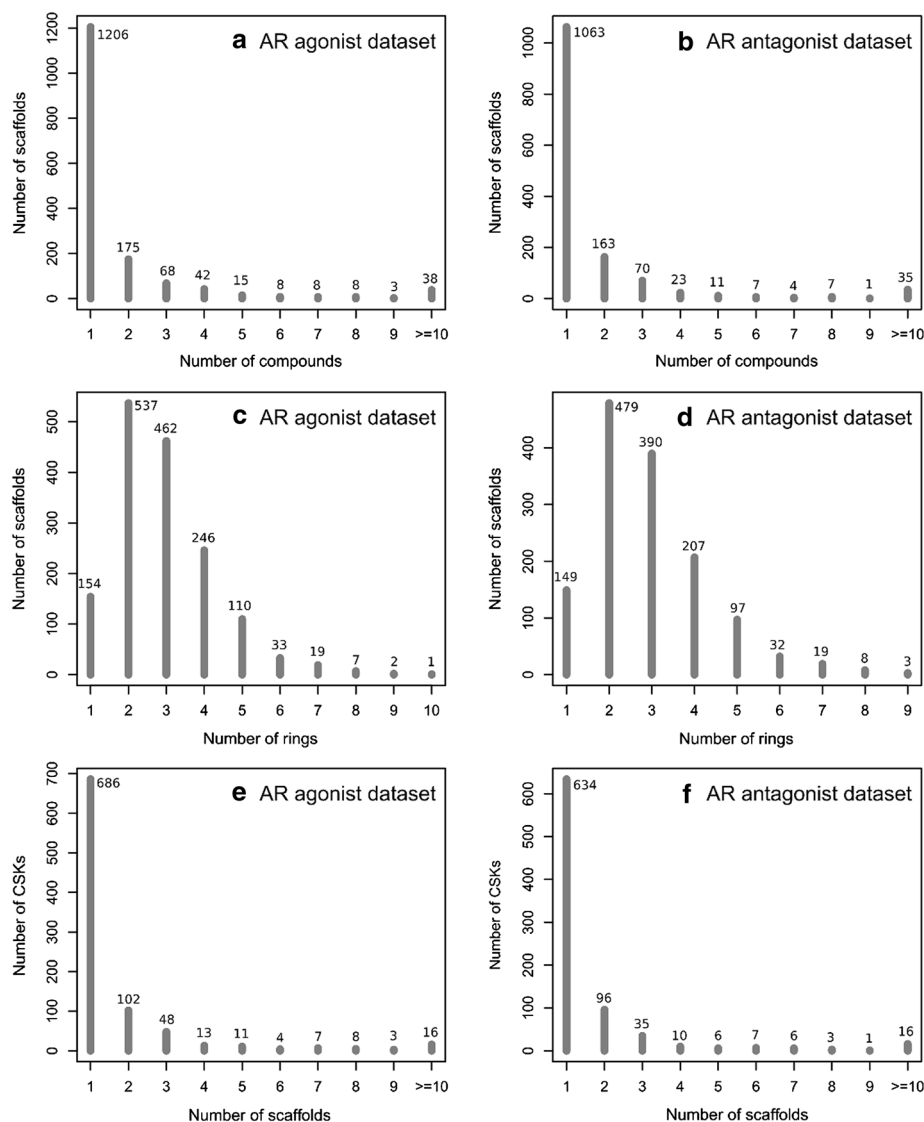 a AR agonist dataset
Number of scaffolds
0 200 400 600 800 1000 1200
1206 175 68 42 15 8 8 8 3 38
1 2 3 4 5 6 7 8 9 >=10
Number of compounds
b AR antagonist dataset
Number of scaffolds
0 200 400 600 800 1000
1063 163 70 23 11 7 4 7 1 35
1 2 3 4 5 6 7 8 9 >=10
Number of compounds
c AR agonist dataset
Number of scaffolds
0 100 200 300 400 500
154 537 462 246 110 33 19 7 2 1
1 2 3 4 5 6 7 8 9 10
Number of rings
d AR antagonist dataset
Number of scaffolds
0 100 200 300 400
149 479 390 207 97 32 19 8 3
1 2 3 4 5 6 7 8 9
Number of rings
e AR agonist dataset
Number of CSKs
0 100 200 300 400 500 600 700
686 102 48 13 11 4 7 8 3 16
1 2 3 4 5 6 7 8 9 >=10
Number of scaffolds
f AR antagonist dataset
Number of CSKs
0 100 200 300 400 500 600
634 96 35 10 6 7 6 3 1 16
1 2 3 4 5 6 7 8 9 >=10
Number of scaffolds